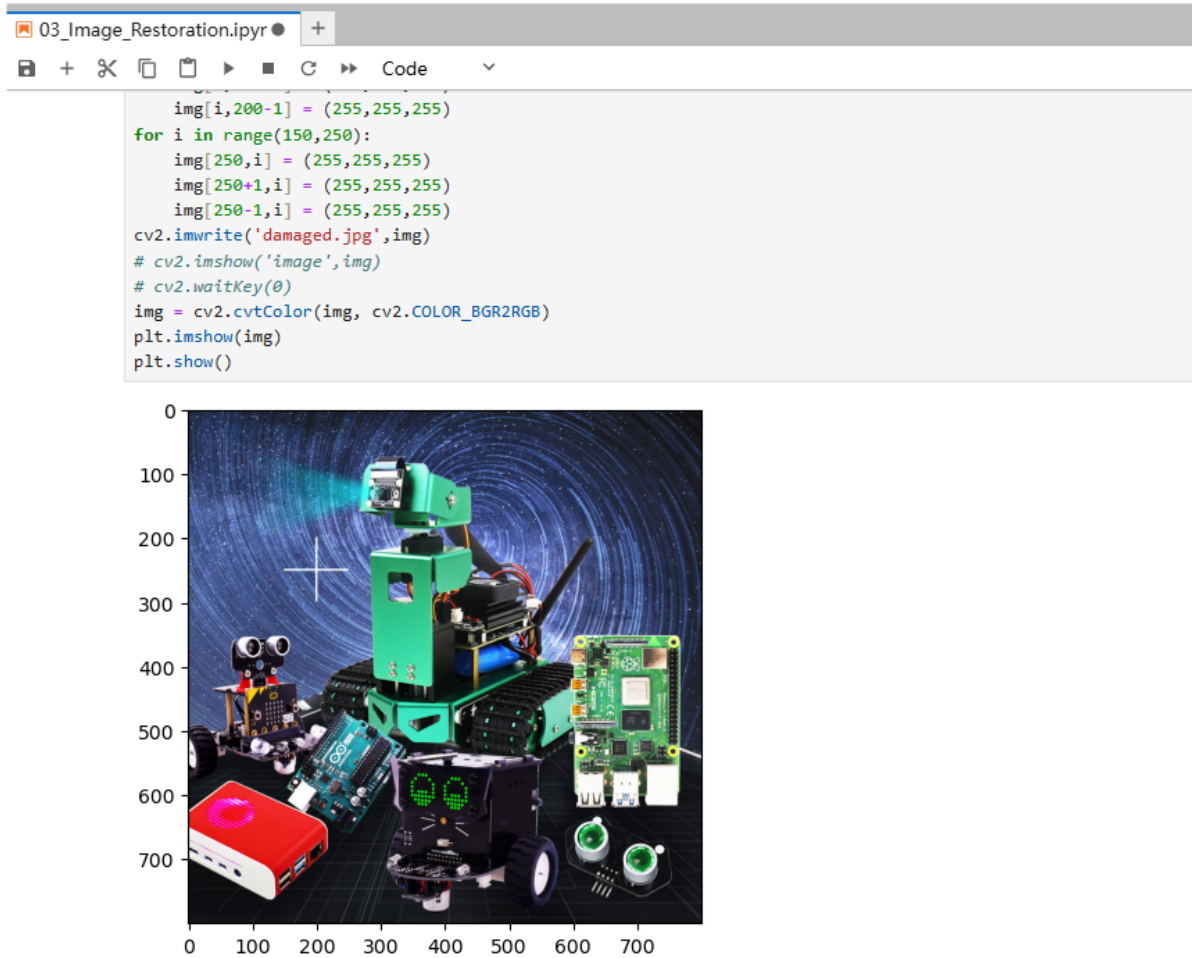 03_Image_Restoration.ipyr
Code
img[i,200-1] = (255,255,255)
for i in range(150,250):
    img[250,i] = (255,255,255)
    img[250+1,i] = (255,255,255)
    img[250-1,i] = (255,255,255)
cv2.imwrite('damaged.jpg',img)
# cv2.imshow('image',img)
# cv2.waitKey(0)
img = cv2.cvtColor(img, cv2.COLOR_BGR2RGB)
plt.imshow(img)
plt.show()
0
100
200
300
400
500
600
700
0 100 200 300 400 500 600 700